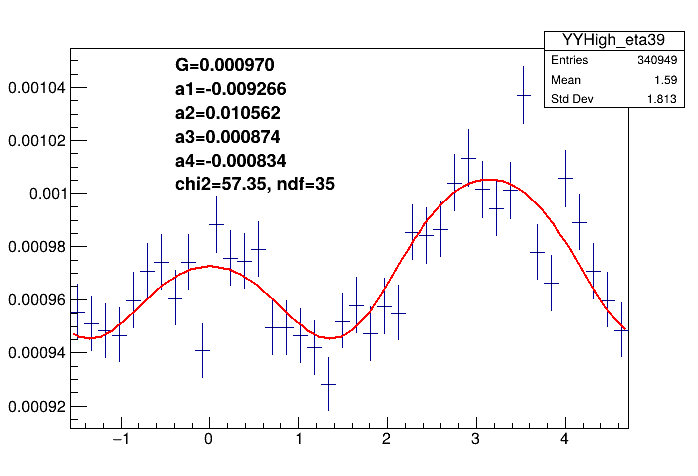 YYHigh_eta39
Entries 340949
Mean 1.59
Std Dev 1.813
G=0.000970
a1=-0.009266
a2=0.010562
a3=0.000874
a4=-0.000834
chi2=57.35, ndf=35
0.00104
0.00102
0.001
0.00098
0.00096
0.00094
0.00092
−1 0 1 2 3 4